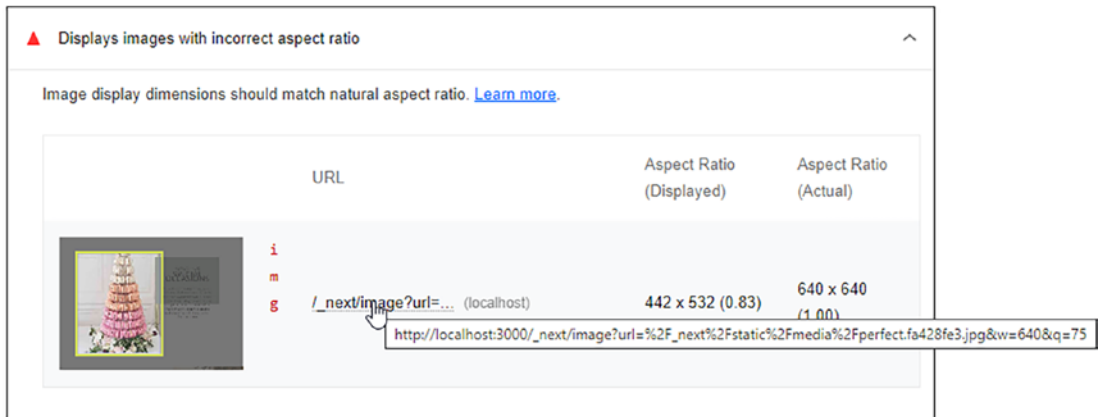 Displays images with incorrect aspect ratio
Image display dimensions should match natural aspect ratio. Learn more.
URL
Aspect Ratio
(Displayed)
Aspect Ratio
(Actual)
i
m
g
/_next/image?url=... (localhost)
442 x 532 (0.83)
640 x 640
(1.00)
http://localhost:3000/_next/image?url=%2F_next%2Fstatic%2Fmedia%2Fperfect.fa428fe3.jpg&w=640&q=75